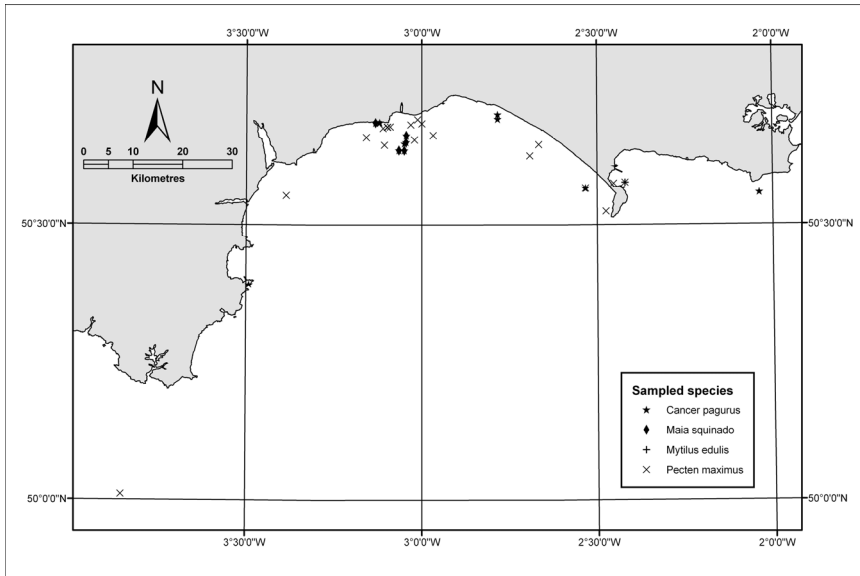 3°30'0"W 3°0'0"W 2°30'0"W 2°0'0"W
N
0 5 10 20 30
Kilometres
50°30'0"N 50°30'0"N
Sampled species
Cancer pagurus
Maia squinado
Mytilus edulis
Pecten maximus
50°0'0"N 50°0'0"N
3°30'0"W 3°0'0"W 2°30'0"W 2°0'0"W